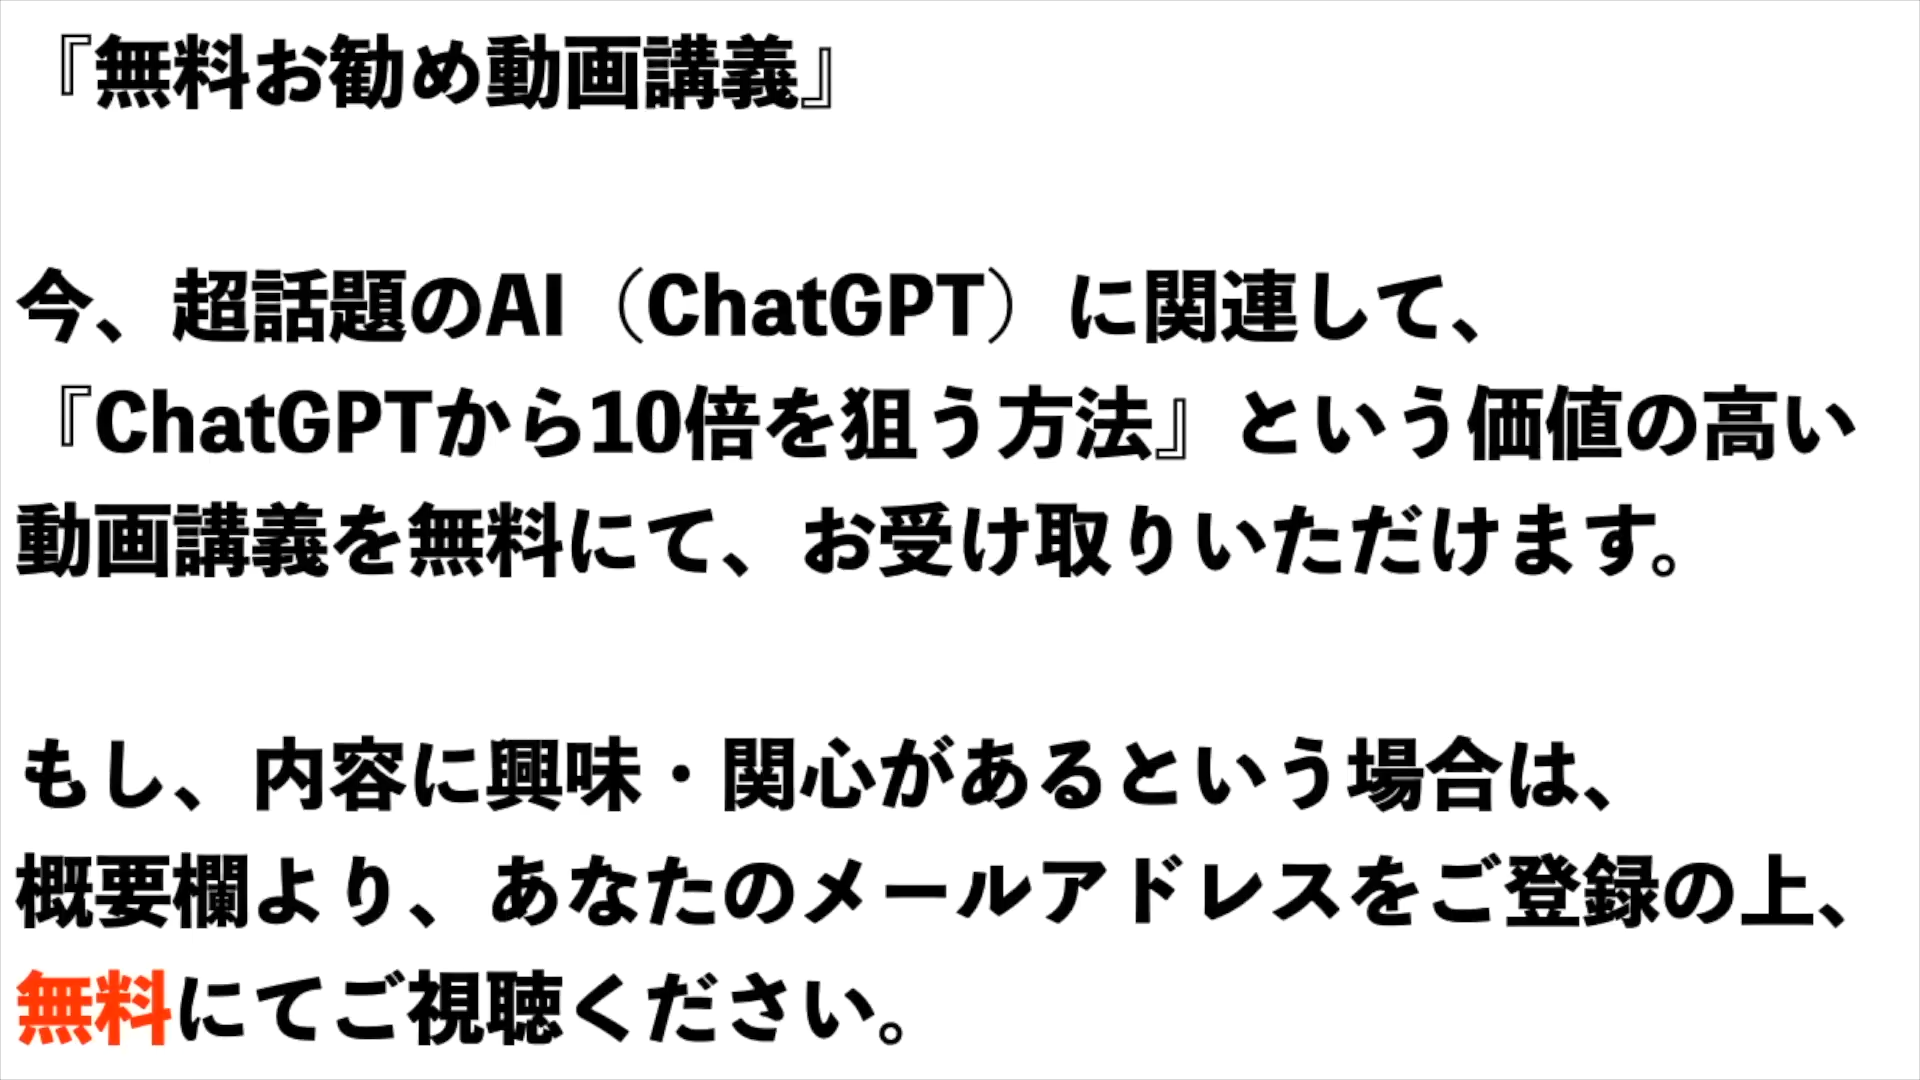 『無料お勧め動画講義』
今、超話題のAI（ChatGPT）に関連して、
『ChatGPTから10倍を狙う方法』という価値の高い
動画講義を無料にて、お受け取りいただけます。
もし、内容に興味・関心があるという場合は、
概要欄より、あなたのメールアドレスをご登録の上、
無料にてご視聴ください。